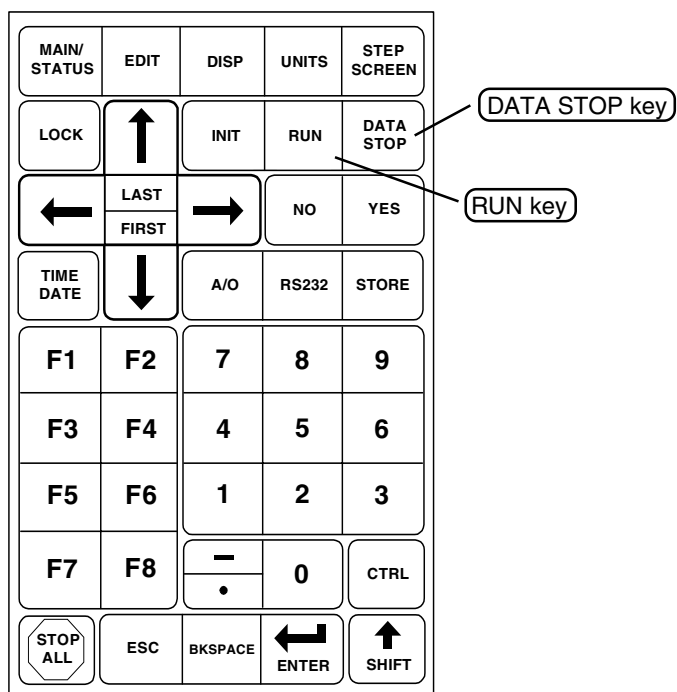 MAIN/
STATUS
EDIT
DISP
UNITS
STEP
SCREEN
LOCK
INIT
RUN
DATA
STOP
DATA STOP key
LAST
FIRST
NO
YES
RUN key
TIME
DATE
A/O
RS232
STORE
F1
F2
7
8
9
F3
F4
4
5
6
F5
F6
1
2
3
F7
F8
–
•
0
CTRL
STOP
ALL
ESC
BKSPACE
ENTER
SHIFT